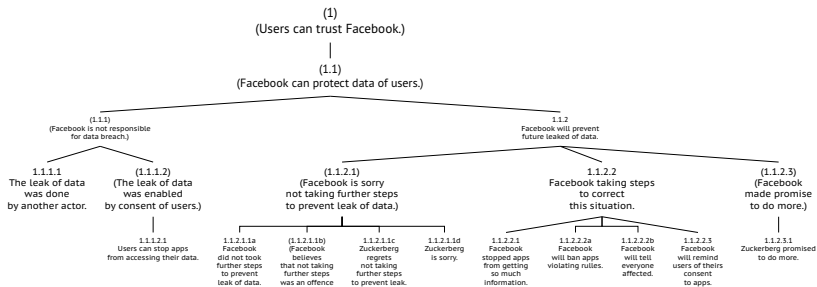 (1)
(Users can trust Facebook.)
(1.1)
(Facebook can protect data of users.)
(1.1.1)
(Facebook is not responsible
for data breach.)
1.1.2
Facebook will prevent
future leaked of data.
1.1.1.1
The leak of data
was done
by another actor.
(1.1.1.2)
(The leak of data
was enabled
by consent of users.)
(1.1.2.1)
(Facebook is sorry
not taking further steps
to prevent leak of data.)
1.1.2.2
Facebook taking steps
to correct
this situation.
(1.1.2.3)
(Facebook
made promise
to do more.)
1.1.1.2.1
Users can stop apps
from accessing their data.
1.1.2.1.1a
Facebook
did not took
further steps
to prevent
leak of data.
(1.1.2.1.1b)
(Facebook
believes
that not taking
further steps
was an offence
1.1.2.1.1c
Zuckerberg
regrets
not taking
further steps
to prevent leak.
1.1.2.1.1d
Zuckerberg
is sorry.
1.1.2.2.1
Facebook
stopped apps
from getting
so much
information.
1.1.2.2.2a
Facebook
will ban apps
violating rulles.
1.1.2.2.2b
Facebook
will tell
everyone
affected.
1.1.2.2.3
Facebook
will remind
users of theirs
consent
to apps.
1.1.2.3.1
Zuckerberg promised
to do more.